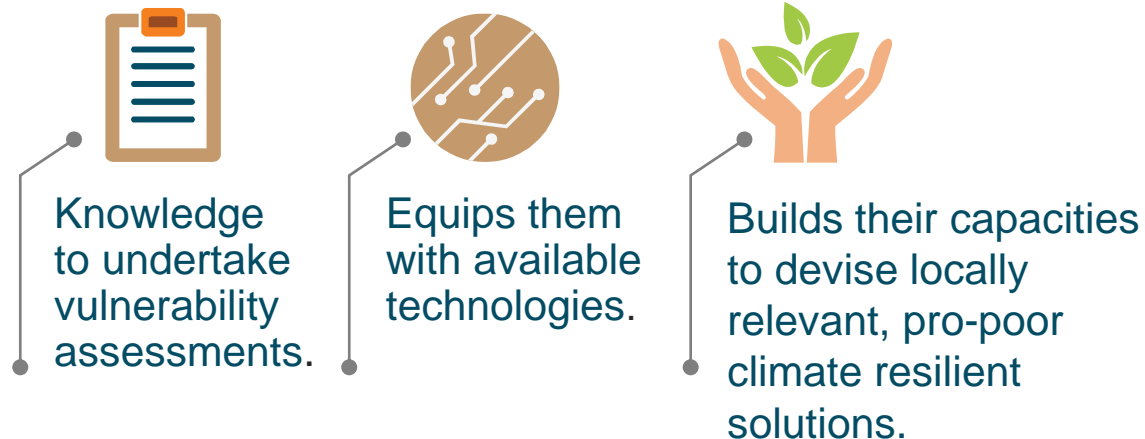 Knowledge
to undertake
vulnerability
assessments.
Equips them
with available
technologies.
Builds their capacities
to devise locally
relevant, pro-poor
climate resilient
solutions.